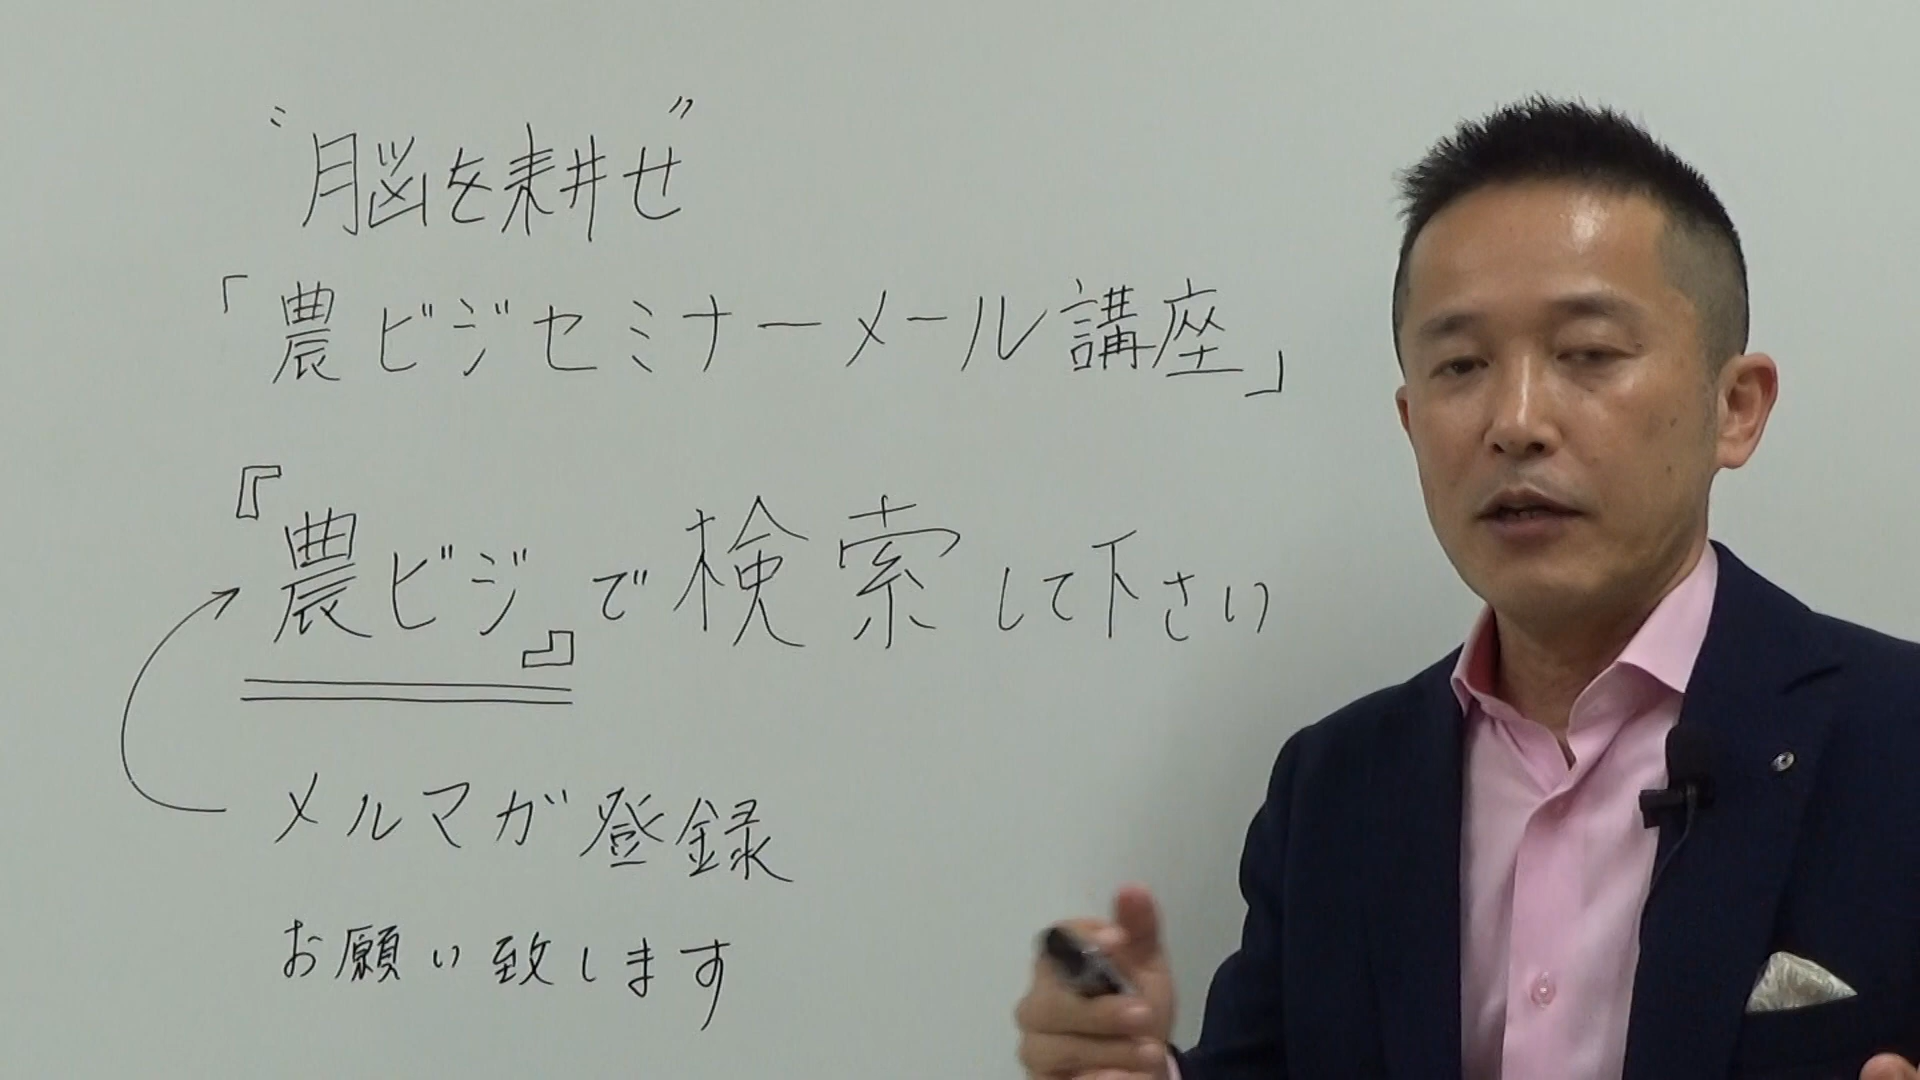 〝脳を耕せ〟
「農ビジセミナーメール講座」
『農ビジ』で検索して下さい
メルマガ登録
お願い致します